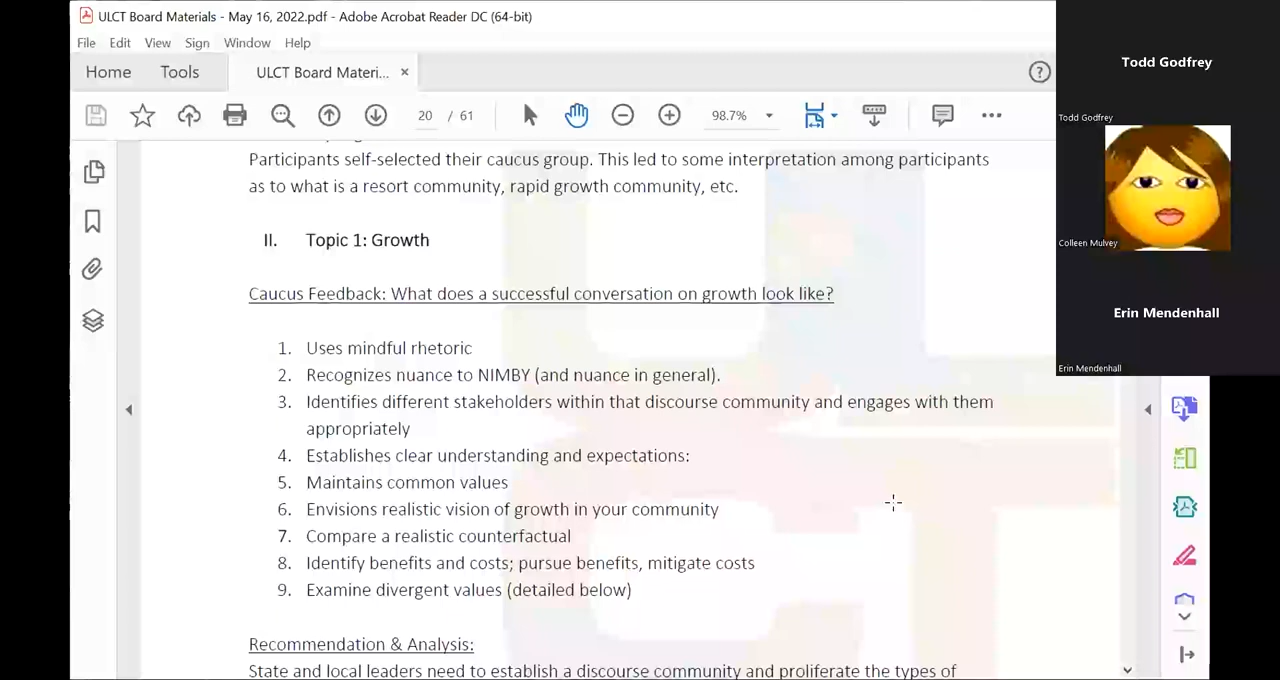 ULCT Board Materials - May 16, 2022.pdf - Adobe Acrobat Reader DC (64-bit)
File Edit View Sign Window Help
Home Tools ULCT Board Materi... ×
20 / 61 98.7%
Participants self-selected their caucus group. This led to some interpretation among participants
as to what is a resort community, rapid growth community, etc.
II. Topic 1: Growth
Caucus Feedback: What does a successful conversation on growth look like?
1. Uses mindful rhetoric
2. Recognizes nuance to NIMBY (and nuance in general).
3. Identifies different stakeholders within that discourse community and engages with them
appropriately
4. Establishes clear understanding and expectations:
5. Maintains common values
6. Envisions realistic vision of growth in your community
7. Compare a realistic counterfactual
8. Identify benefits and costs; pursue benefits, mitigate costs
9. Examine divergent values (detailed below)
Recommendation & Analysis:
State and local leaders need to establish a discourse community and proliferate the types of
Todd Godfrey
Todd Godfrey
Colleen Mulvey
Erin Mendenhall
Erin Mendenhall